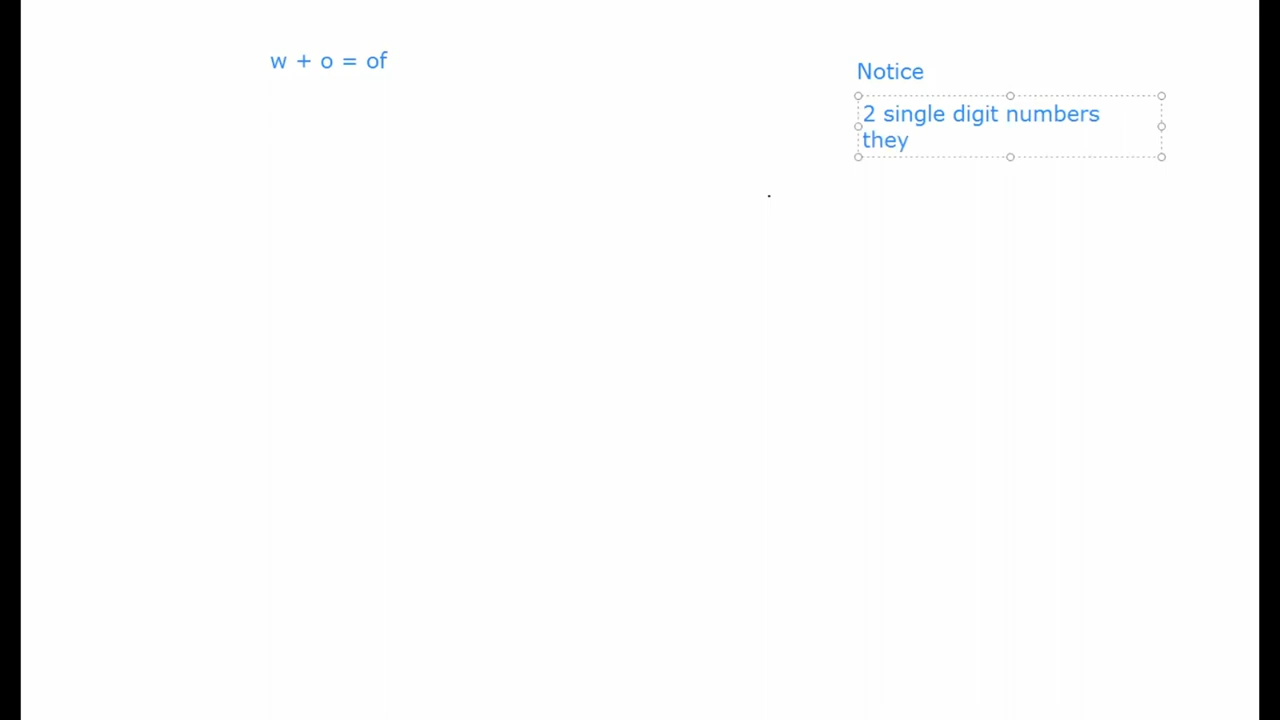 w + o = of
Notice
2 single digit numbers
they